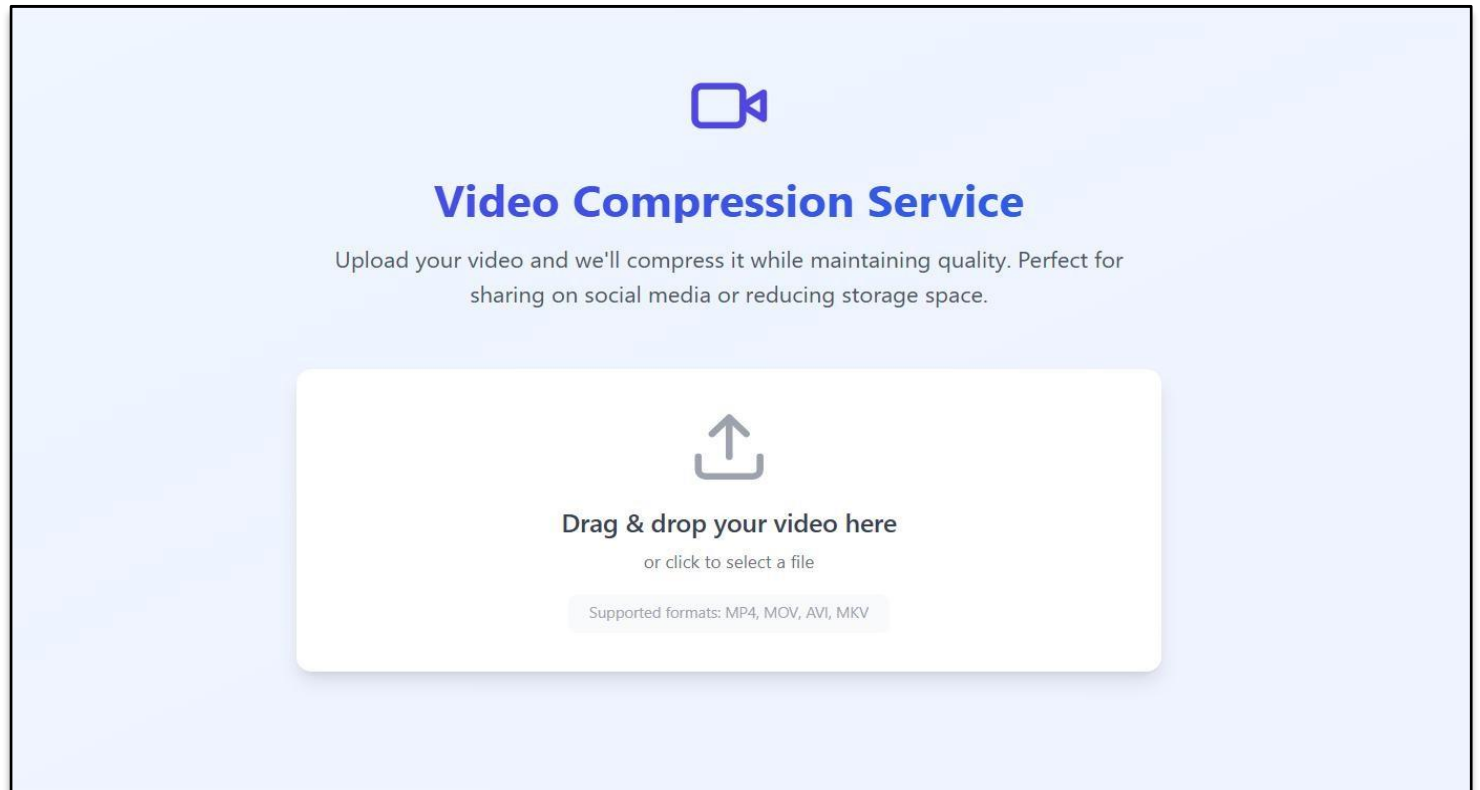 Video Compression Service
Upload your video and we'll compress it while maintaining quality. Perfect for
sharing on social media or reducing storage space.
Drag & drop your video here
or click to select a file
Supported formats: MP4, MOV, AVI, MKV